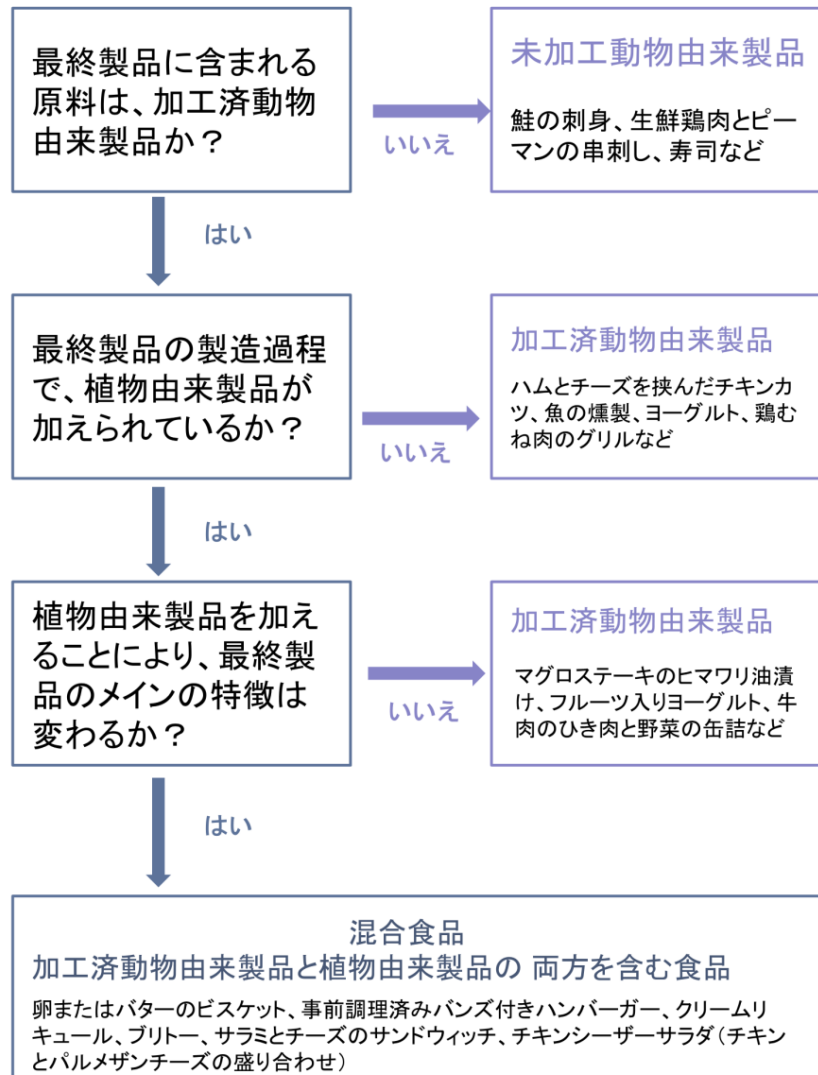 最終製品に含まれる
原料は、加工済動物
由来製品か？
いいえ
未加工動物由来製品
鮭の刺身、生鮮鶏肉とピー
マンの串刺し、寿司など
はい
最終製品の製造過程
で、植物由来製品が
加えられているか？
いいえ
加工済動物由来製品
ハムとチーズを挟んだチキンカ
ツ、魚の燻製、ヨーグルト、鶏む
ね肉のグリルなど
はい
植物由来製品を加え
ることにより、最終製
品のメインの特徴は
変わるか？
いいえ
加工済動物由来製品
マグロステーキのヒマワリ油漬
け、フルーツ入りヨーグルト、牛
肉のひき肉と野菜の缶詰など
はい
混合食品
加工済動物由来製品と植物由来製品の 両方を含む食品
卵またはバターのビスケット、事前調理済みバンズ付きハンバーガー、クリームリ
キュール、ブリトー、サラミとチーズのサンドウィッチ、チキンシーザーサラダ（チキン
とパルメザンチーズの盛り合わせ）